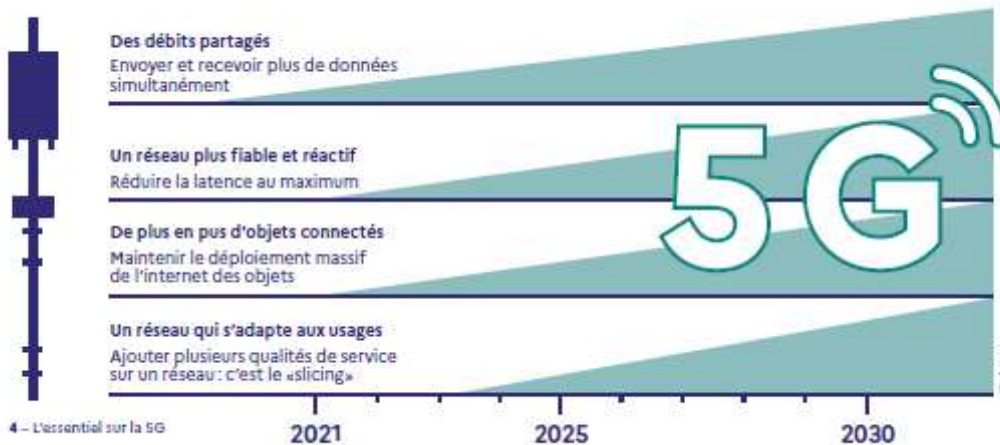 Des débits partagés
Envoyer et recevoir plus de données
simultanément
Un réseau plus fiable et réactif
Réduire la latence au maximum
De plus en pus d'objets connectés
Maintenir le déploiement massif
de l'internet des objets
Un réseau qui s'adapte aux usages
Ajouter plusieurs qualités de service
sur un réseau : c'est le «slicing»
5G
2021 2025 2030
4 – L'essentiel sur la 5G